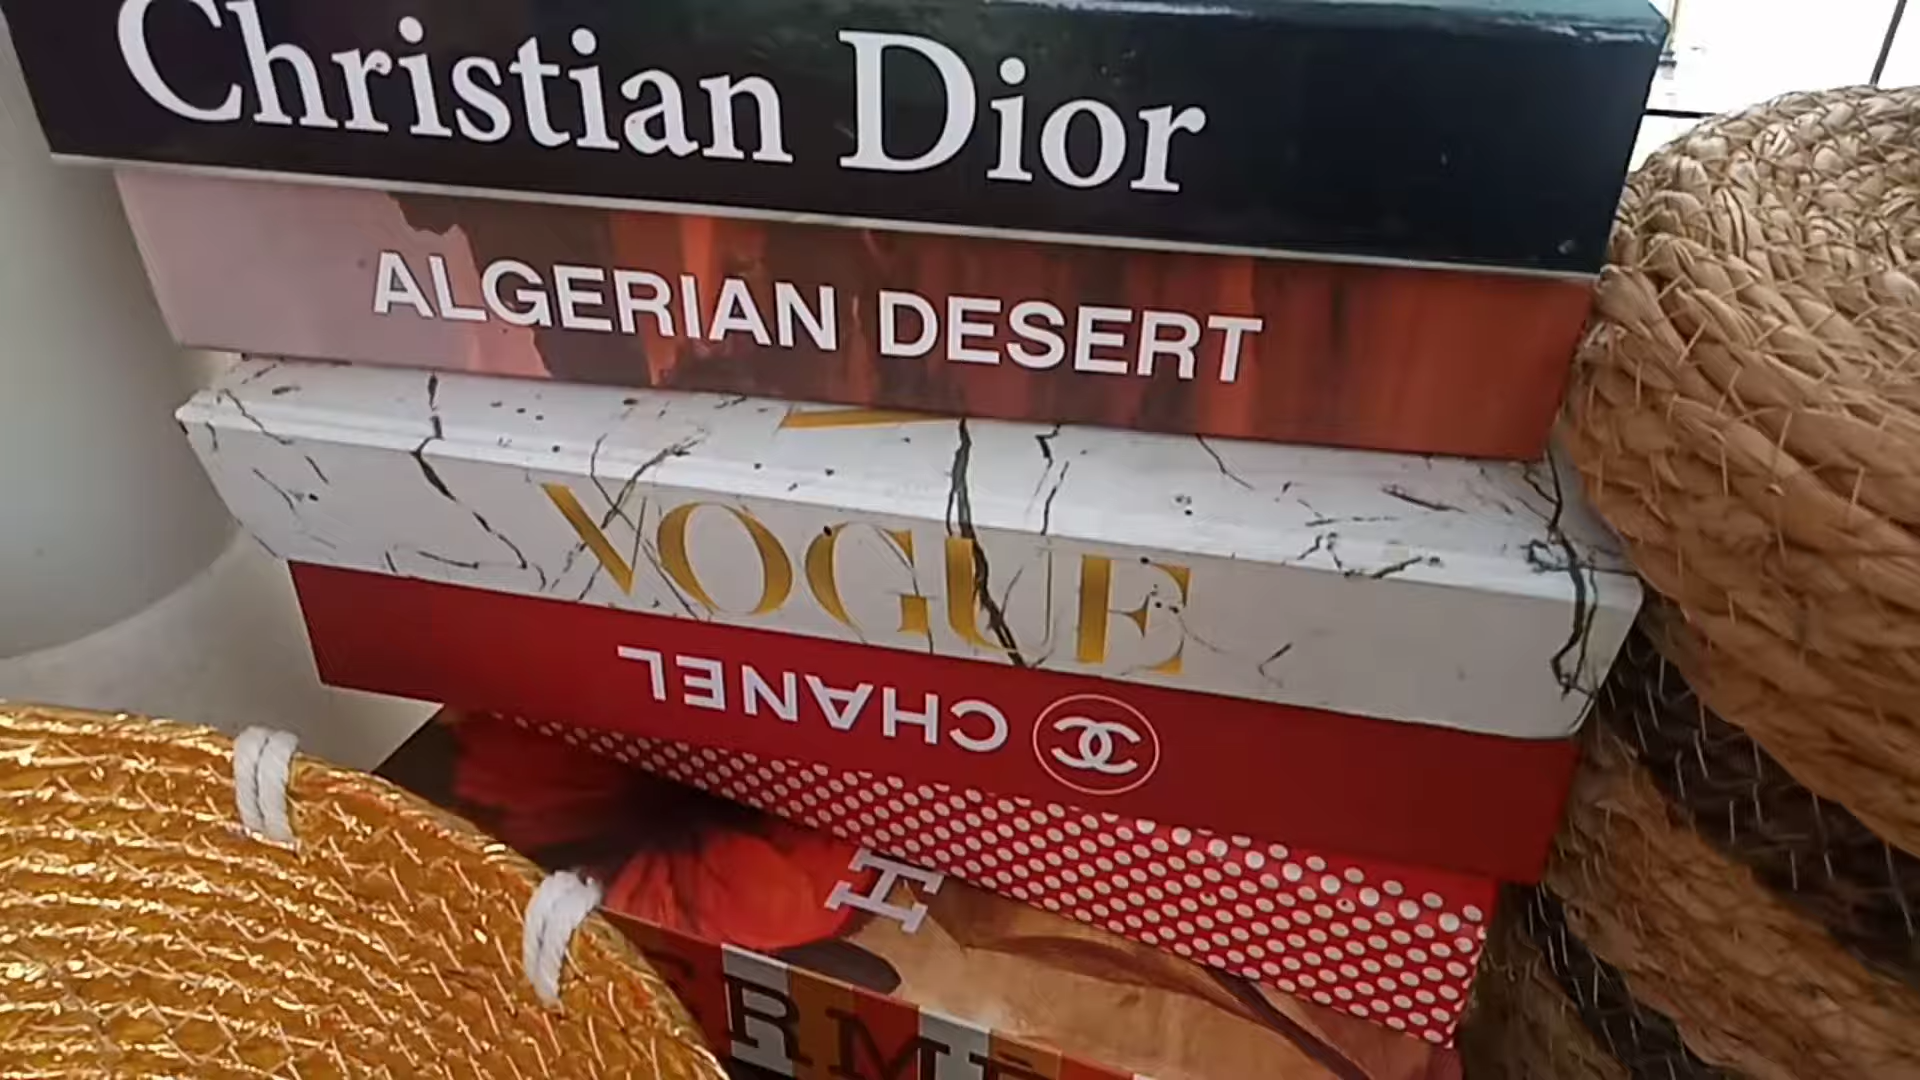 Christian Dior
ALGERIAN DESERT
VOGUE
CHANEL
H